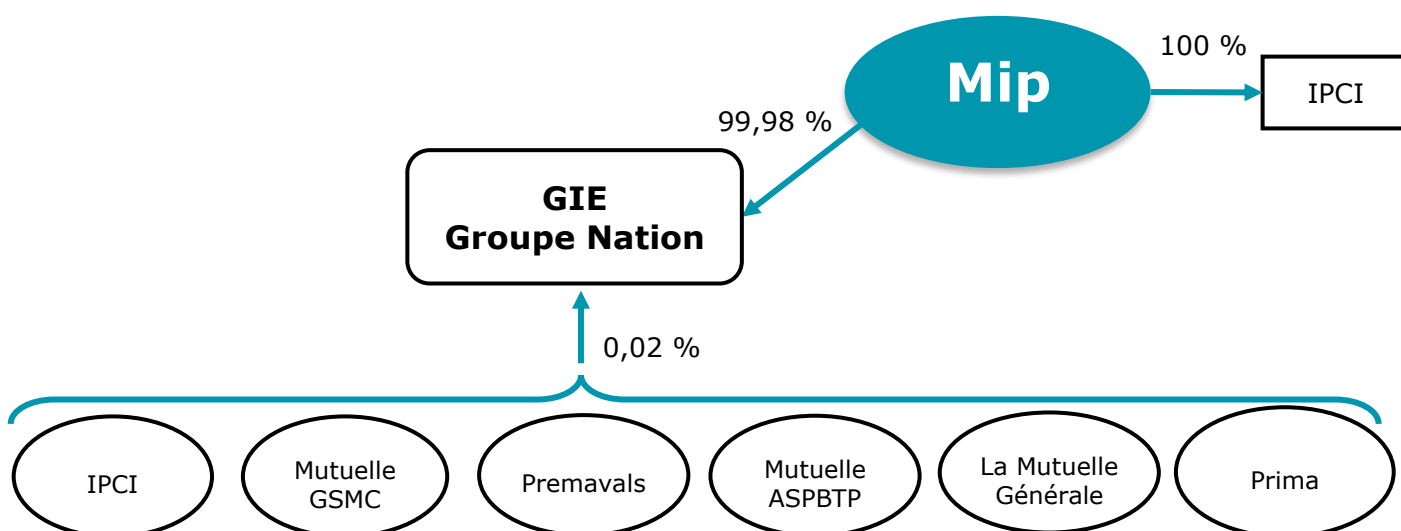 100 %
Mip
IPCI
99,98 %
GIE
Groupe Nation
0,02 %
IPCI
Mutuelle
GSMC
Premavals
Mutuelle
ASPBTP
La Mutuelle
Générale
Prima